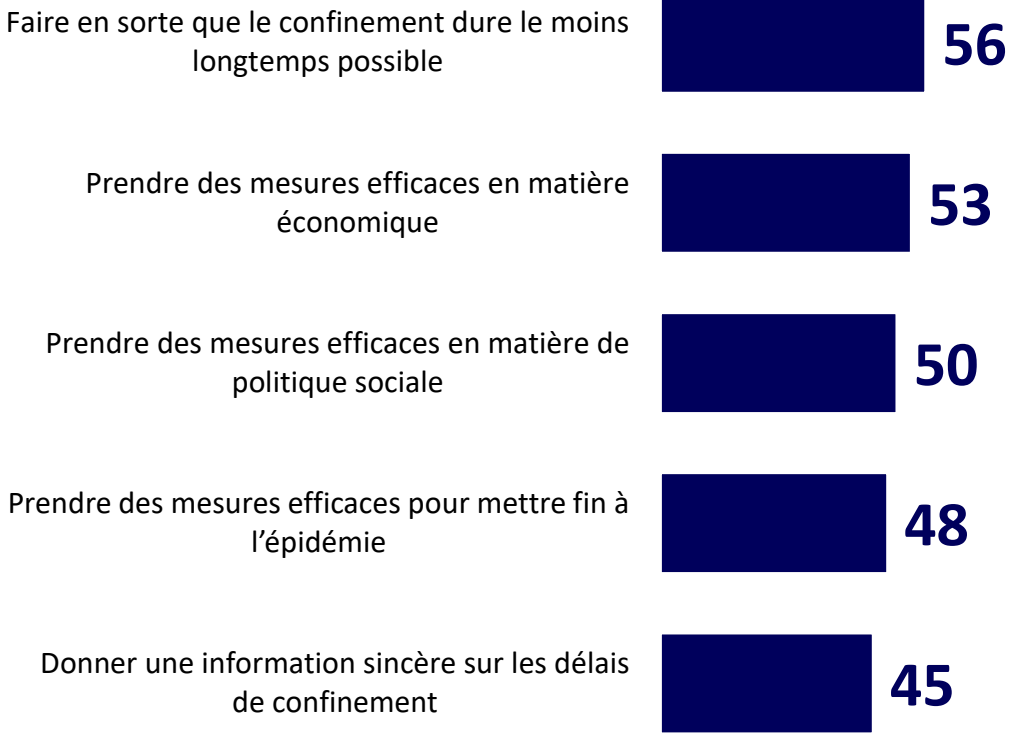 Faire en sorte que le confinement dure le moins
longtemps possible
56
Prendre des mesures efficaces en matière
économique
53
Prendre des mesures efficaces en matière de
politique sociale
50
Prendre des mesures efficaces pour mettre fin à
l’épidémie
48
Donner une information sincère sur les délais
de confinement
45